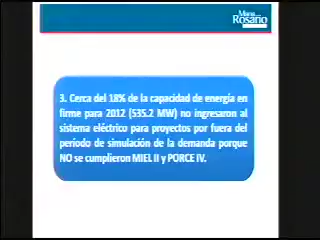 Maria
Rosario
3. Cerca del 18% de la capacidad de energía en
firme para 2012 (535.2 MW) no ingresaron al
sistema eléctrico para proyectos por fuera del
periodo de simulación de la demanda porque
NO se cumplieron MIEL II y PORCE IV.